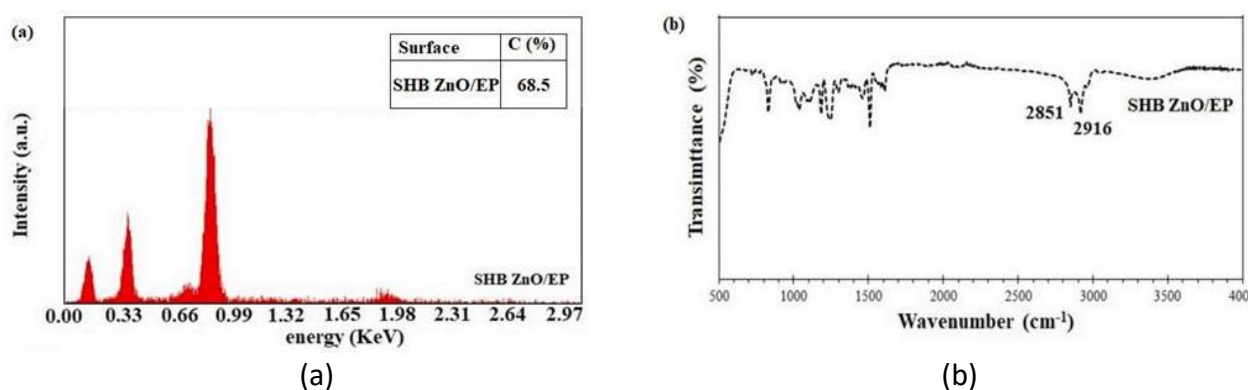 (a)
Surface C (%)
SHB ZnO/EP 68.5
Intensity (a.u.)
SHB ZnO/EP
0.00 0.33 0.66 0.99 1.32 1.65 1.98 2.31 2.64 2.97
energy (KeV)
(a)
(b)
Transimttance (%)
2851
2916
SHB ZnO/EP
500 1000 1500 2000 2500 3000 3500 400
Wavenumber (cm⁻¹)
(b)